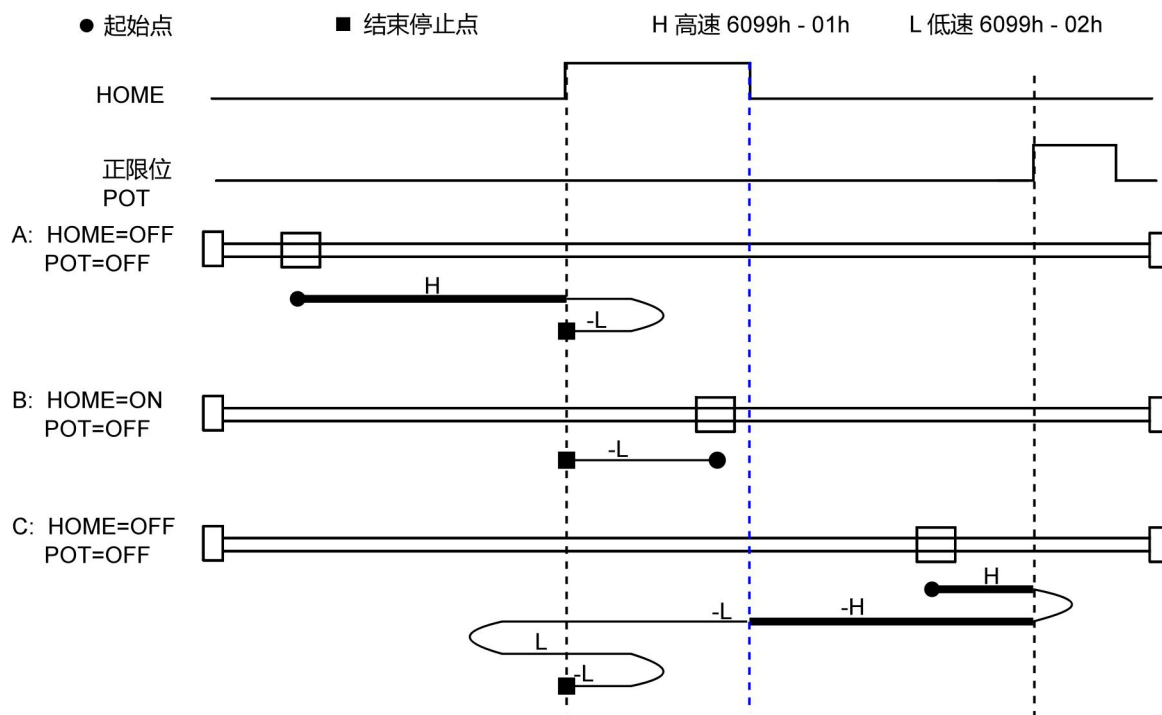 ● 起始点 ■ 结束停止点 H 高速 6099h - 01h L 低速 6099h - 02h
HOME
正限位
POT
A: HOME=OFF
POT=OFF
H
-L
B: HOME=ON
POT=OFF
-L
C: HOME=OFF
POT=OFF
H
-L -H
L
-L